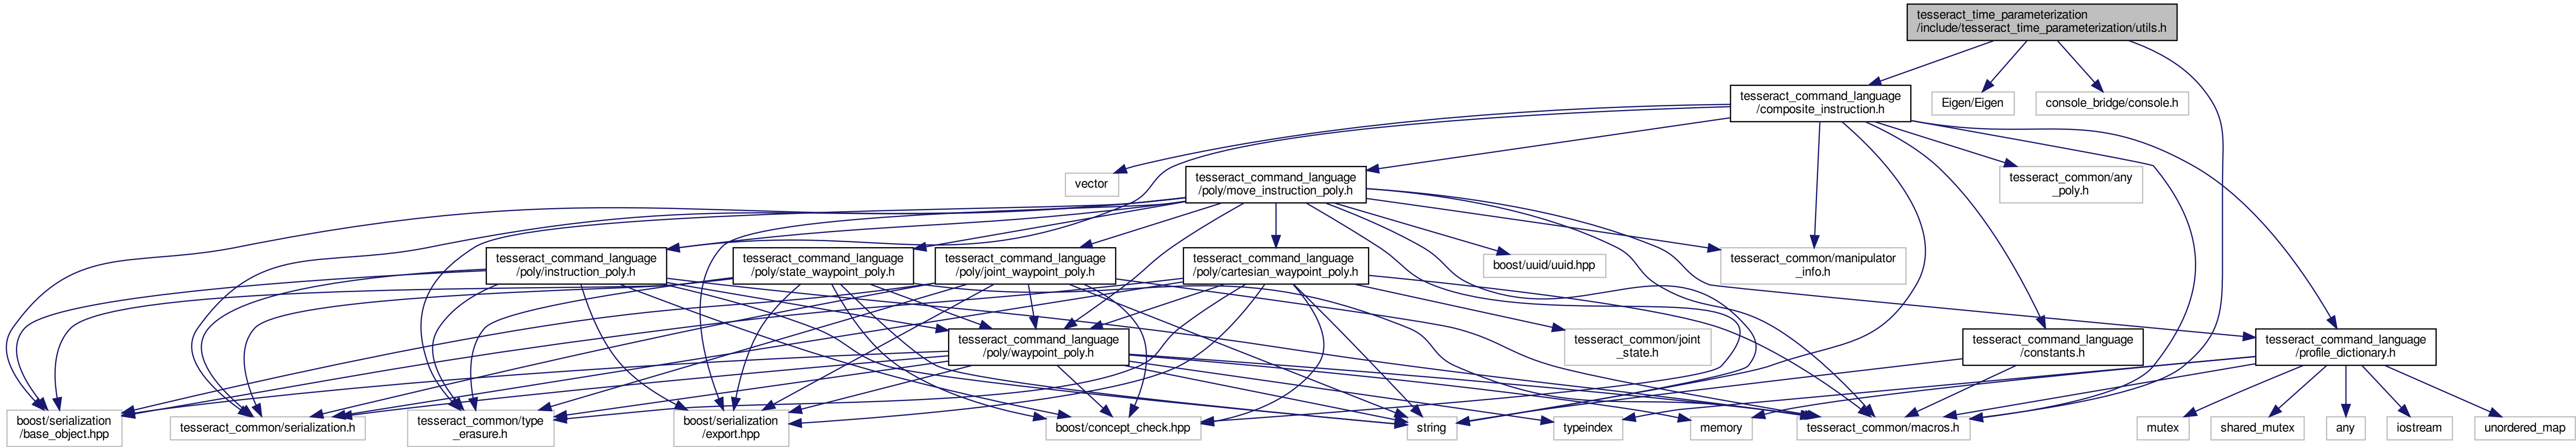 tesseract_time_parameterization
/include/tesseract_time_parameterization/utils.h
tesseract_command_language
/composite_instruction.h
Eigen/Eigen
console_bridge/console.h
vector
tesseract_command_language
/poly/move_instruction_poly.h
tesseract_common/any
_poly.h
tesseract_command_language
/poly/instruction_poly.h
tesseract_command_language
/poly/state_waypoint_poly.h
tesseract_command_language
/poly/joint_waypoint_poly.h
tesseract_command_language
/poly/cartesian_waypoint_poly.h
boost/uuid/uuid.hpp
tesseract_common/manipulator
_info.h
tesseract_command_language
/poly/waypoint_poly.h
tesseract_common/joint
_state.h
tesseract_command_language
/constants.h
tesseract_command_language
/profile_dictionary.h
boost/serialization
/base_object.hpp
tesseract_common/serialization.h
tesseract_common/type
_erasure.h
boost/serialization
/export.hpp
boost/concept_check.hpp
string
typeindex
memory
tesseract_common/macros.h
mutex
shared_mutex
any
iostream
unordered_map